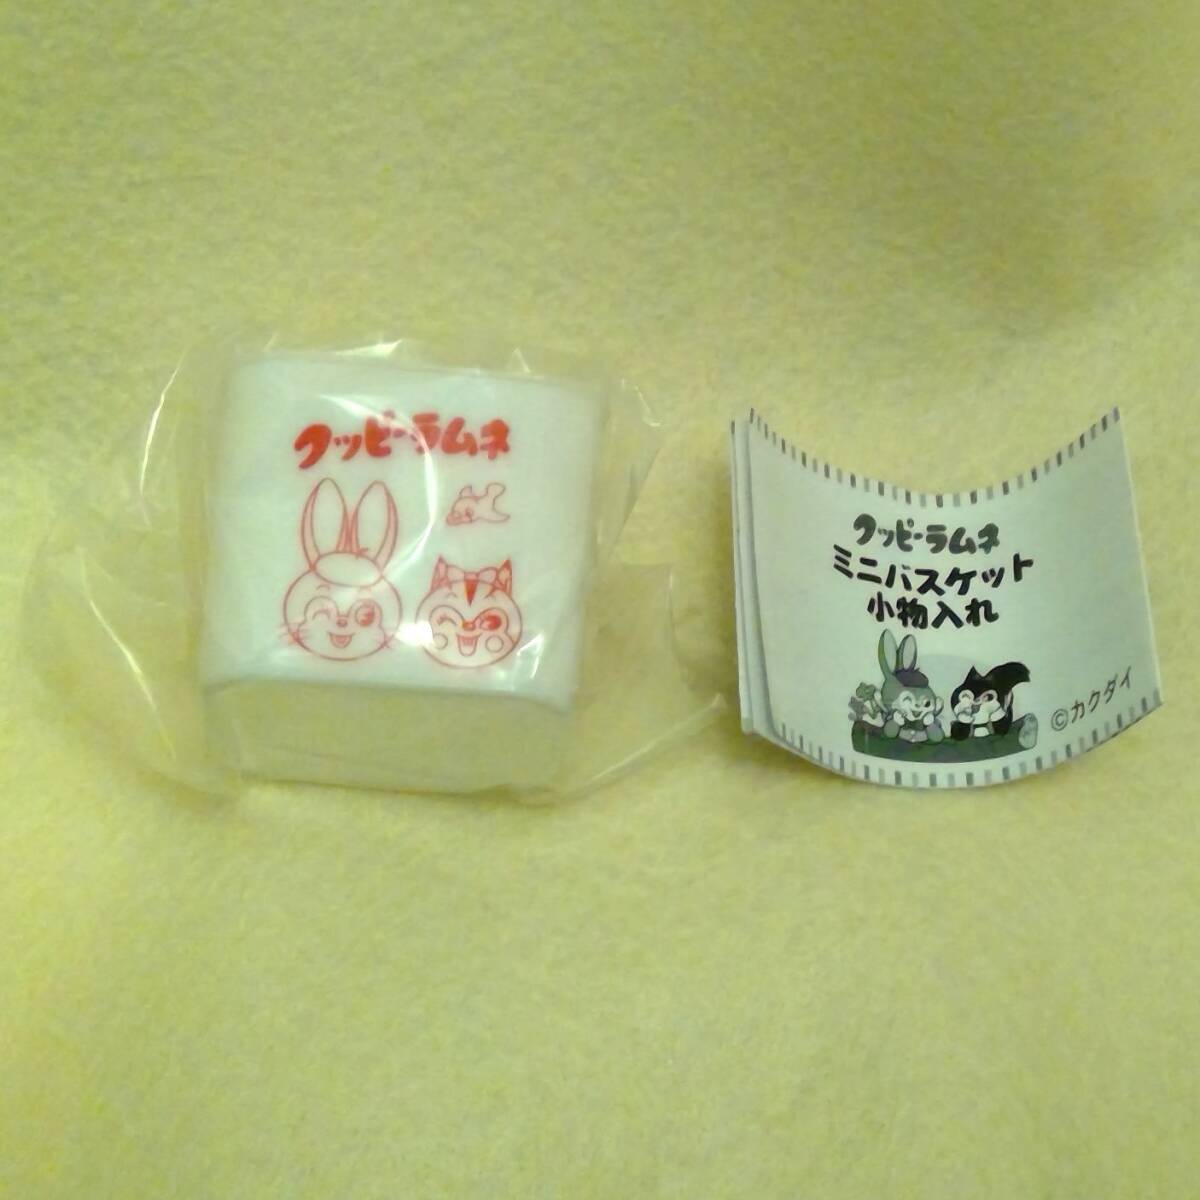 クッピーラムネ
クッピーラムネ
ミニバスケット
小物入れ
©カクダイ